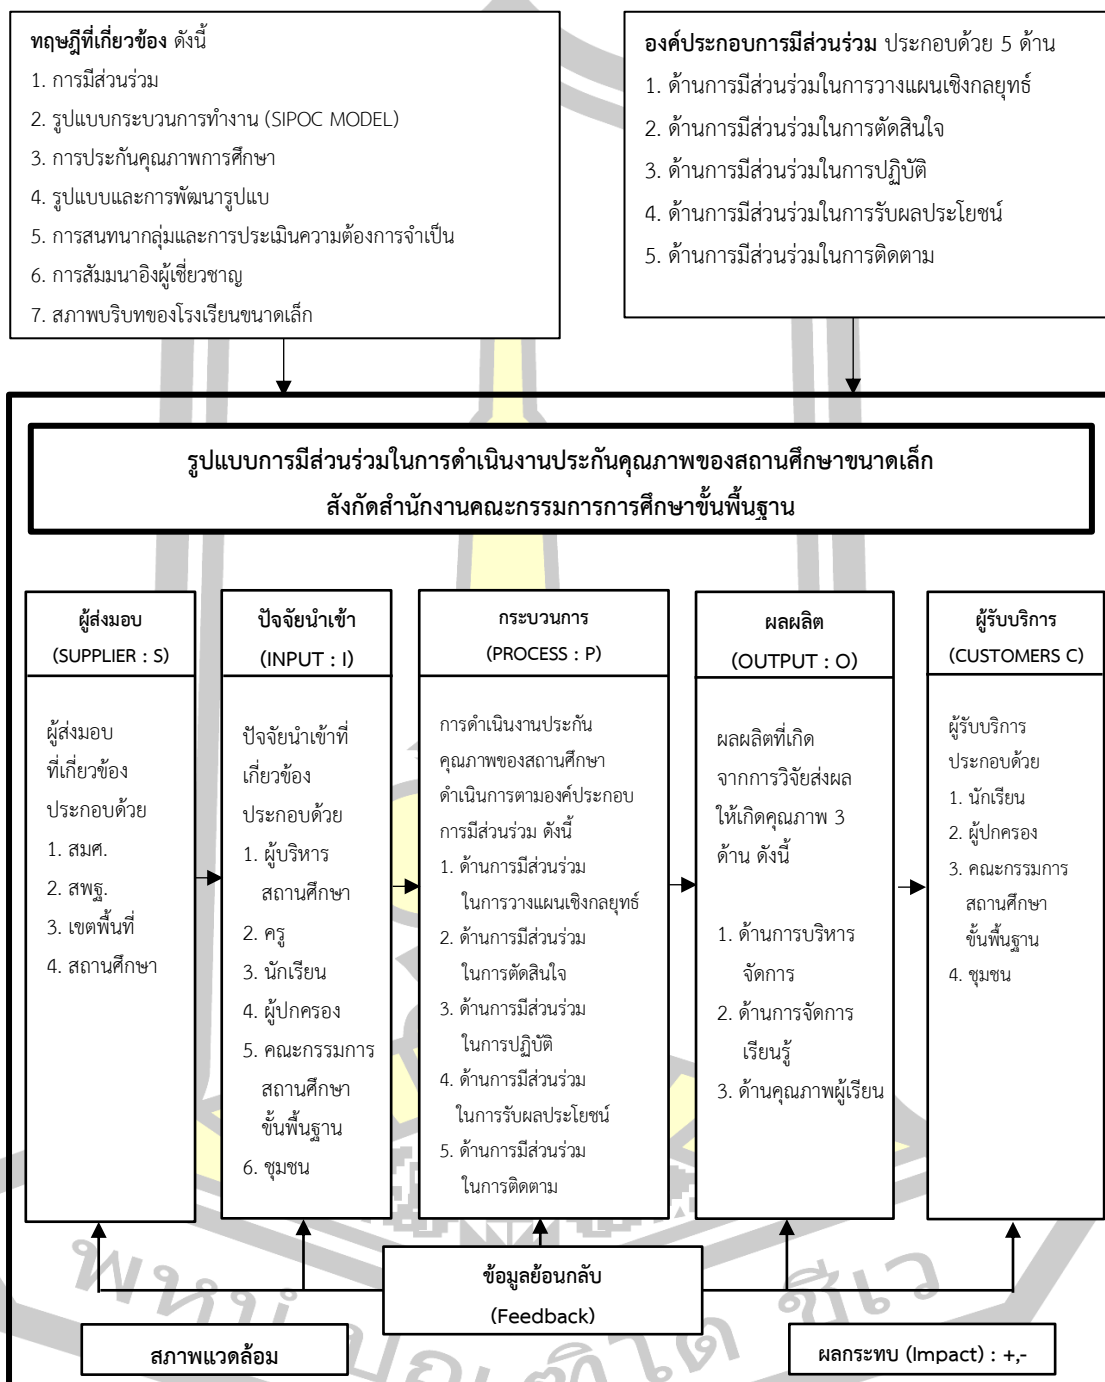 ทฤษฎีที่เกี่ยวข้อง ดังนี้
1. การมีส่วนร่วม
2. รูปแบบกระบวนการทำงาน (SIPOC MODEL)
3. การประกันคุณภาพการศึกษา
4. รูปแบบและการพัฒนารูปแบ
5. การสนทนากลุ่มและการประเมินความต้องการจำเป็น
6. การสัมมนาอิงผู้เชี่ยวชาญ
7. สภาพบริบทของโรงเรียนขนาดเล็ก
องค์ประกอบการมีส่วนร่วม ประกอบด้วย 5 ด้าน
1. ด้านการมีส่วนร่วมในการวางแผนเชิงกลยุทธ์
2. ด้านการมีส่วนร่วมในการตัดสินใจ
3. ด้านการมีส่วนร่วมในการปฏิบัติ
4. ด้านการมีส่วนร่วมในการรับผลประโยชน์
5. ด้านการมีส่วนร่วมในการติดตาม
รูปแบบการมีส่วนร่วมในการดำเนินงานประกันคุณภาพของสถานศึกษาขนาดเล็ก
สังกัดสำนักงานคณะกรรมการการศึกษาขั้นพื้นฐาน
ผู้ส่งมอบ
(SUPPLIER : S)
ผู้ส่งมอบ
ที่เกี่ยวข้อง
ประกอบด้วย
1. สมศ.
2. สพฐ.
3. เขตพื้นที่
4. สถานศึกษา
ปัจจัยนำเข้า
(INPUT : I)
ปัจจัยนำเข้าที่
เกี่ยวข้อง
ประกอบด้วย
1. ผู้บริหาร
สถานศึกษา
2. ครู
3. นักเรียน
4. ผู้ปกครอง
5. คณะกรรมการ
สถานศึกษา
ขั้นพื้นฐาน
6. ชุมชน
กระบวนการ
(PROCESS : P)
การดำเนินงานประกัน
คุณภาพของสถานศึกษา
ดำเนินการตามองค์ประกอบ
การมีส่วนร่วม ดังนี้
1. ด้านการมีส่วนร่วม
ในการวางแผนเชิงกลยุทธ์
2. ด้านการมีส่วนร่วม
ในการตัดสินใจ
3. ด้านการมีส่วนร่วม
ในการปฏิบัติ
4. ด้านการมีส่วนร่วม
ในการรับผลประโยชน์
5. ด้านการมีส่วนร่วม
ในการติดตาม
ผลผลิต
(OUTPUT : O)
ผลผลิตที่เกิด
จากการวิจัยส่งผล
ให้เกิดคุณภาพ 3
ด้าน ดังนี้
1. ด้านการบริหาร
จัดการ
2. ด้านการจัดการ
เรียนรู้
3. ด้านคุณภาพผู้เรียน
ผู้รับบริการ
(CUSTOMERS C)
ผู้รับบริการ
ประกอบด้วย
1. นักเรียน
2. ผู้ปกครอง
3. คณะกรรมการ
สถานศึกษา
ขั้นพื้นฐาน
4. ชุมชน
ข้อมูลย้อนกลับ
(Feedback)
สภาพแวดล้อม
ผลกระทบ (Impact) : +,-
พหุนํ ปณฺฑิโต ชีเว